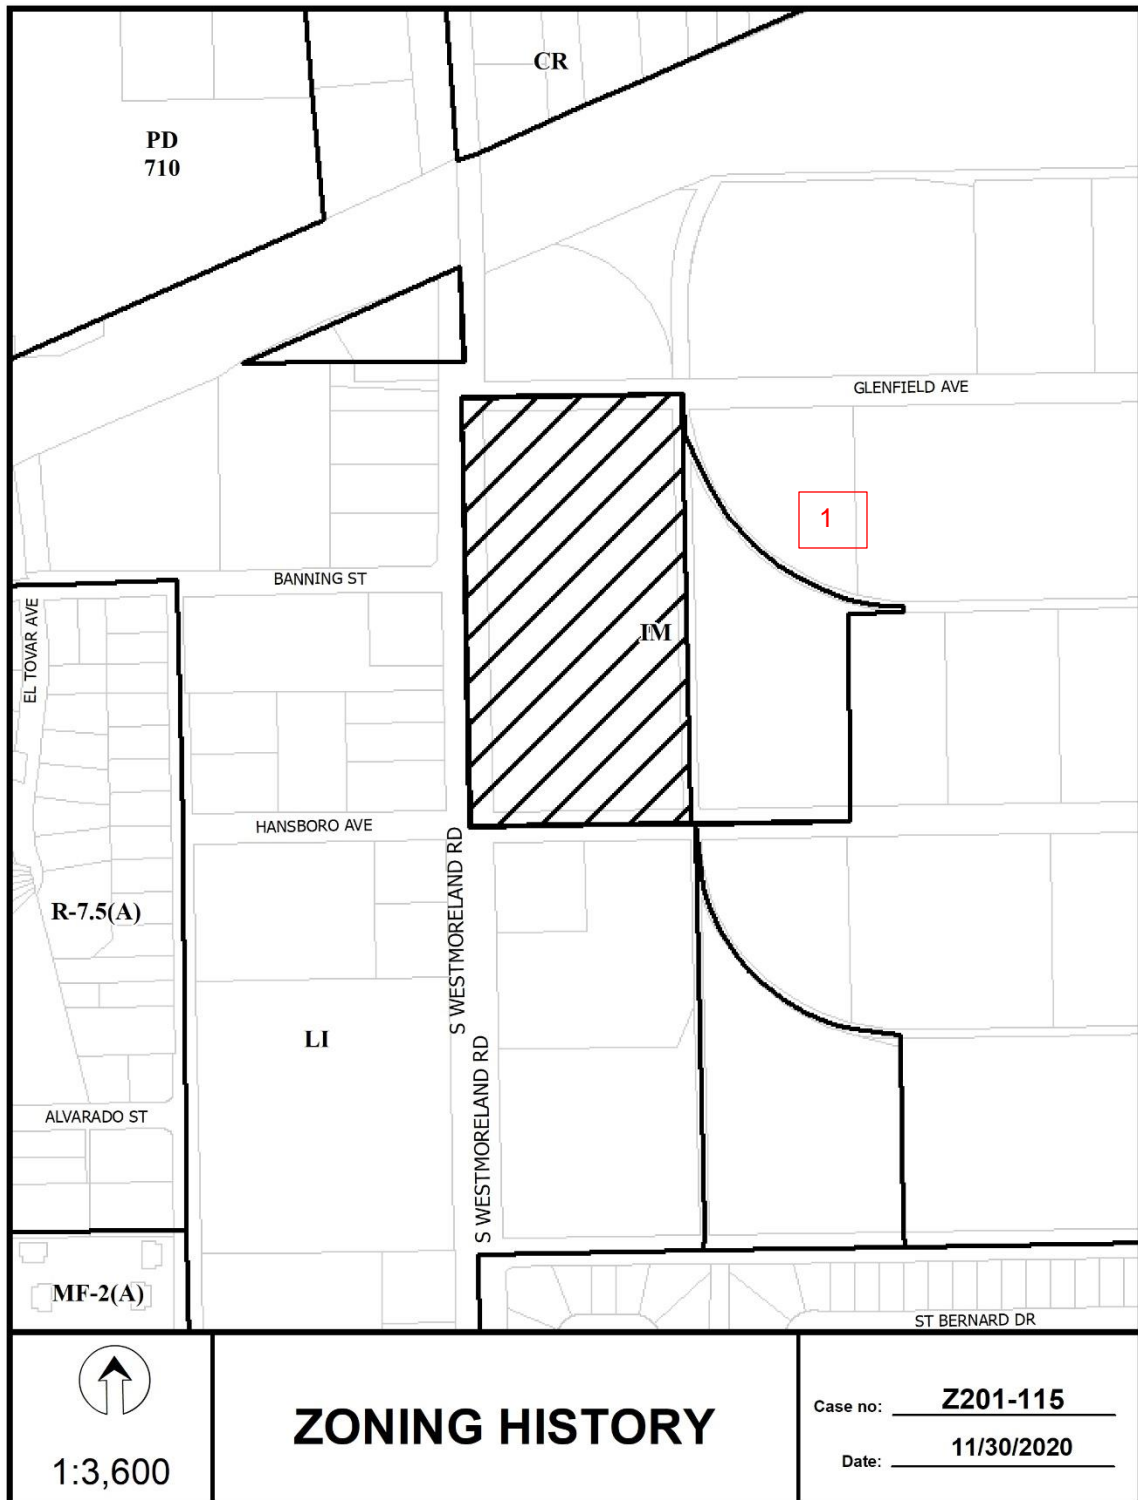 CR
PD
710
GLENFIELD AVE
1
BANNING ST
IM
EL TOVAR AVE
HANSBORO AVE
S WESTMORELAND RD
R-7.5(A)
LI
S WESTMORELAND RD
ALVARADO ST
MF-2(A)
ST BERNARD DR
1:3,600
ZONING HISTORY
Case no: Z201-115
Date: 11/30/2020